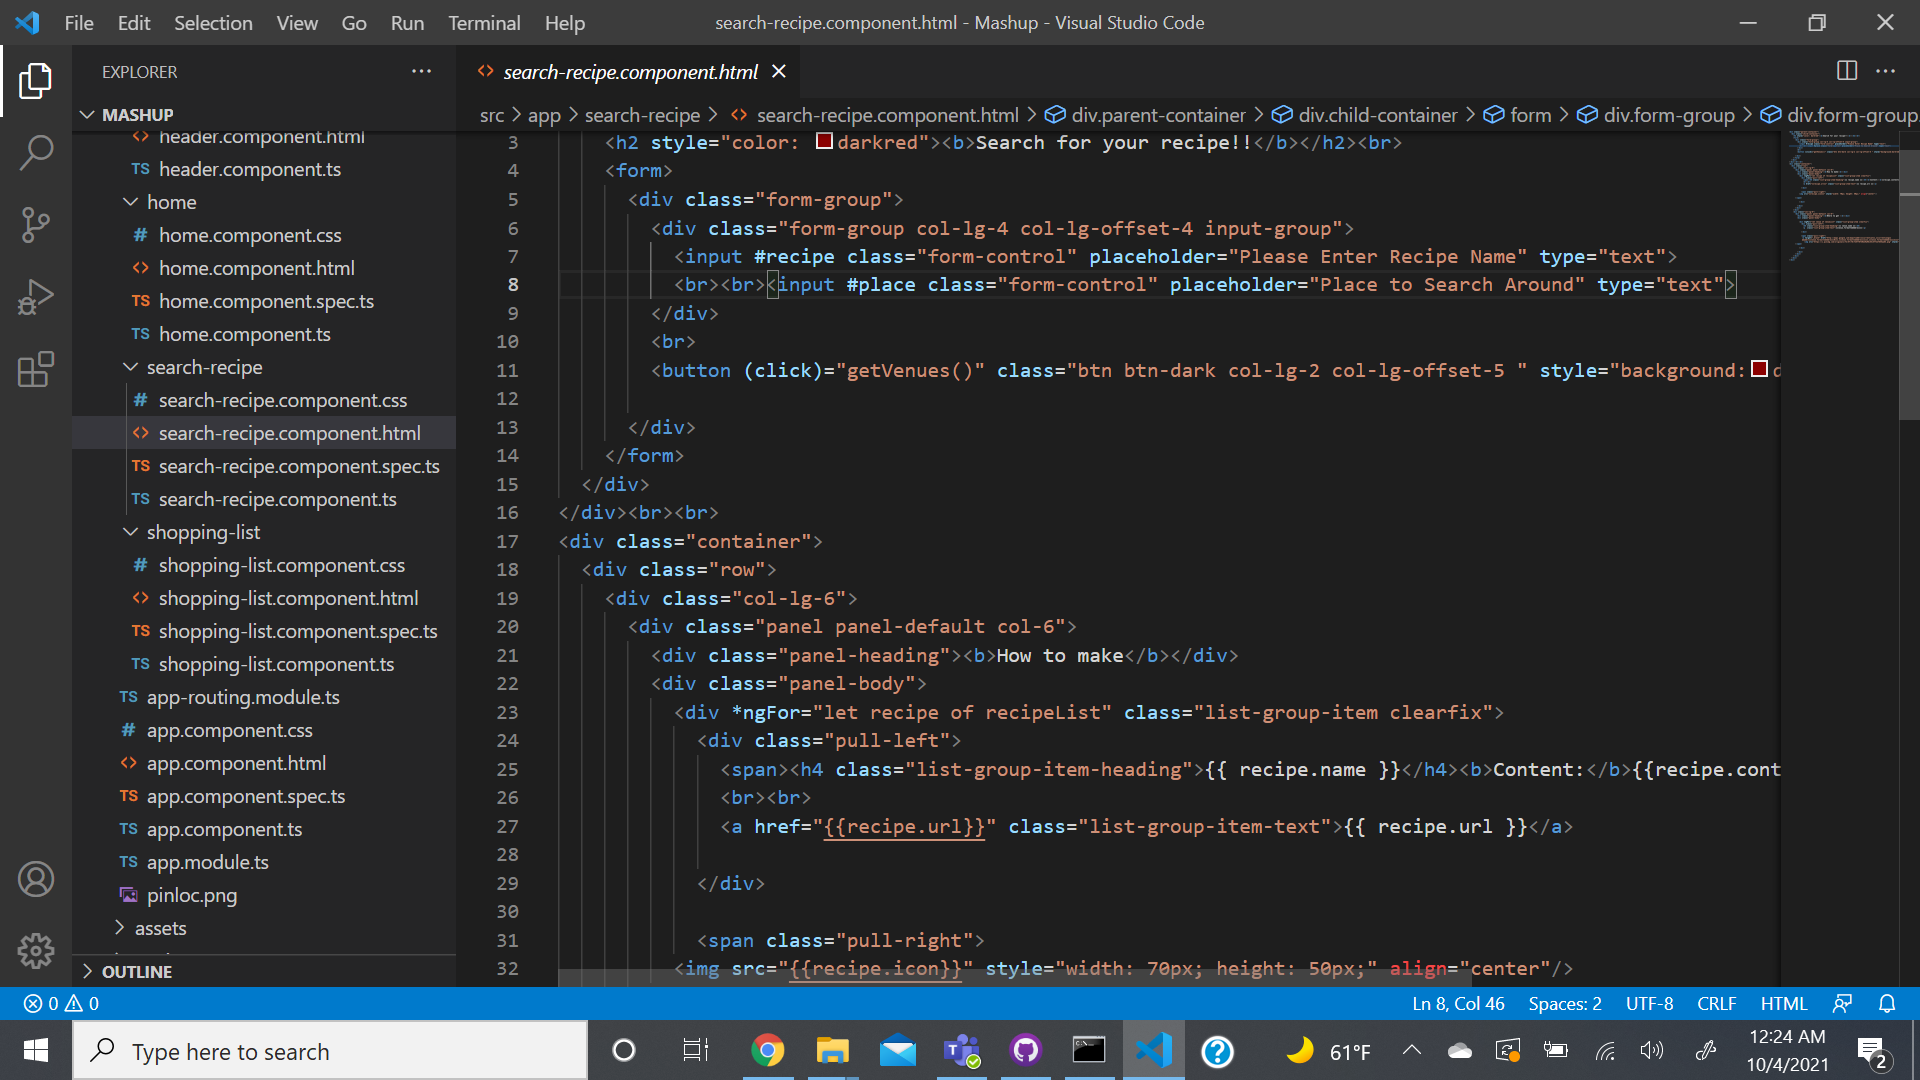 File Edit Selection View Go Run Terminal Help
search-recipe.component.html - Mashup - Visual Studio Code
EXPLORER
MASHUP
header.component.html
TS header.component.ts
home
# home.component.css
<> home.component.html
TS home.component.spec.ts
TS home.component.ts
search-recipe
# search-recipe.component.css
<> search-recipe.component.html
TS search-recipe.component.spec.ts
TS search-recipe.component.ts
shopping-list
# shopping-list.component.css
<> shopping-list.component.html
TS shopping-list.component.spec.ts
TS shopping-list.component.ts
TS app-routing.module.ts
# app.component.css
<> app.component.html
TS app.component.spec.ts
TS app.component.ts
TS app.module.ts
pinloc.png
assets
OUTLINE
<> search-recipe.component.html
src > app > search-recipe > <> search-recipe.component.html > div.parent-container > div.child-container > form > div.form-group > div.form-group.
3 <h2 style="color: darkred"><b>Search for your recipe!!</b></h2><br>
4 <form>
5 <div class="form-group">
6 <div class="form-group col-lg-4 col-lg-offset-4 input-group">
7 <input #recipe class="form-control" placeholder="Please Enter Recipe Name" type="text">
8 <br><br><input #place class="form-control" placeholder="Place to Search Around" type="text">
9 </div>
10 <br>
11 <button (click)="getVenues()" class="btn btn-dark col-lg-2 col-lg-offset-5 " style="background: d
12
13 </div>
14 </form>
15 </div>
16 </div><br><br>
17 <div class="container">
18 <div class="row">
19 <div class="col-lg-6">
20 <div class="panel panel-default col-6">
21 <div class="panel-heading"><b>How to make</b></div>
22 <div class="panel-body">
23 <div *ngFor="let recipe of recipeList" class="list-group-item clearfix">
24 <div class="pull-left">
25 <span><h4 class="list-group-item-heading">{{ recipe.name }}</h4><b>Content:</b>{{recipe.cont
26 <br><br>
27 <a href="{{recipe.url}}" class="list-group-item-text">{{ recipe.url }}</a>
28
29 </div>
30
31 <span class="pull-right">
32 <img src="{{recipe.icon}}" style="width: 70px; height: 50px;" align="center"/>
0 0
Ln 8, Col 46 Spaces: 2 UTF-8 CRLF HTML
Type here to search
61°F
12:24 AM
10/4/2021
2